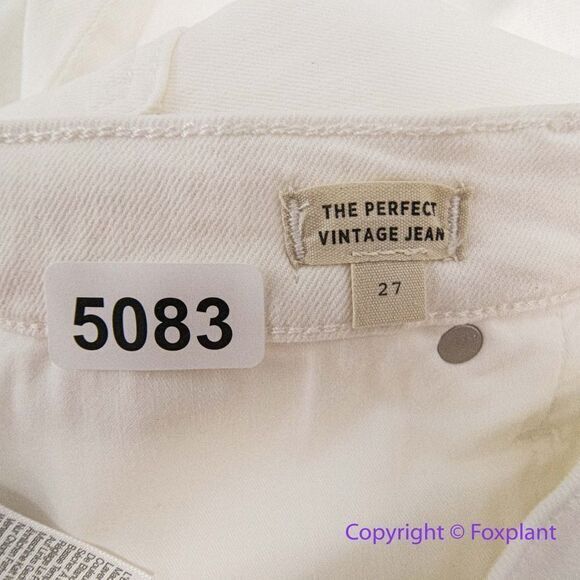 THE PERFECT
VINTAGE JEAN
27
5083
Copyright © Foxplant